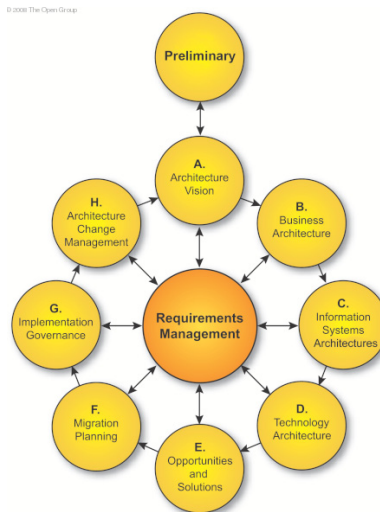 © 2008 The Open Group
Preliminary
A.
Architecture
Vision
H.
Architecture
Change
Management
B.
Business
Architecture
G.
Implementation
Governance
Requirements
Management
C.
Information
Systems
Architectures
F.
Migration
Planning
D.
Technology
Architecture
E.
Opportunities
and
Solutions